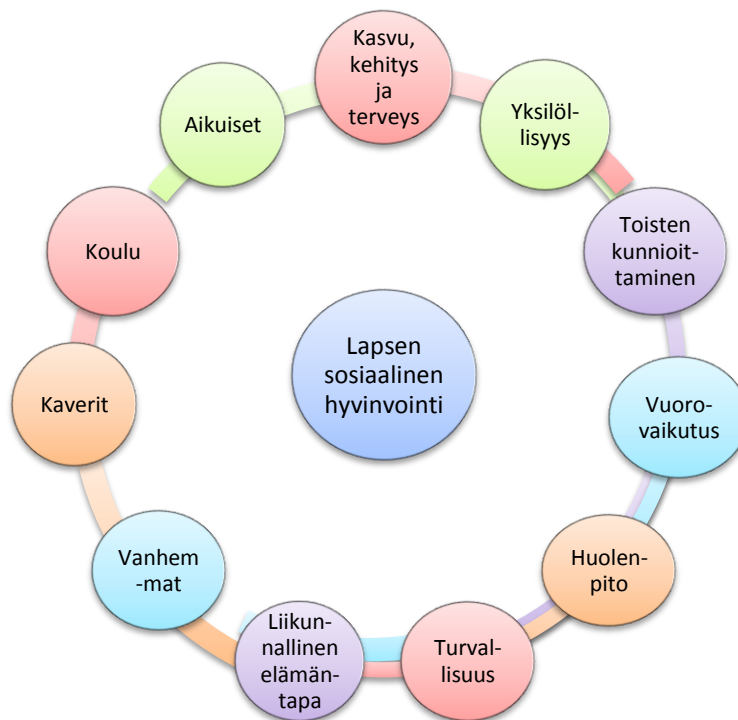 Kasvu,
kehitys
ja
terveys
Yksilöl-
lisyys
Toisten
kunnioit-
taminen
Vuoro-
vaikutus
Huolen-
pito
Turval-
lisuus
Liikun-
nallinen
elämän-
tapa
Vanhem
-mat
Kaverit
Koulu
Aikuiset
Lapsen
sosiaalinen
hyvinvointi